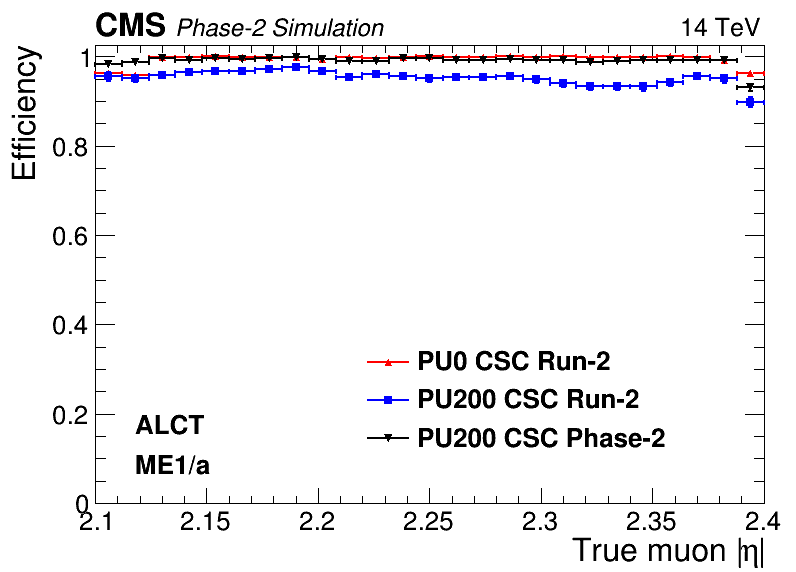 CMS Phase-2 Simulation 14 TeV
Efficiency
1
0.8
0.6
0.4
0.2
0
PU0 CSC Run-2
PU200 CSC Run-2
PU200 CSC Phase-2
ALCT
ME1/a
2.1 2.15 2.2 2.25 2.3 2.35 2.4
True muon |η|